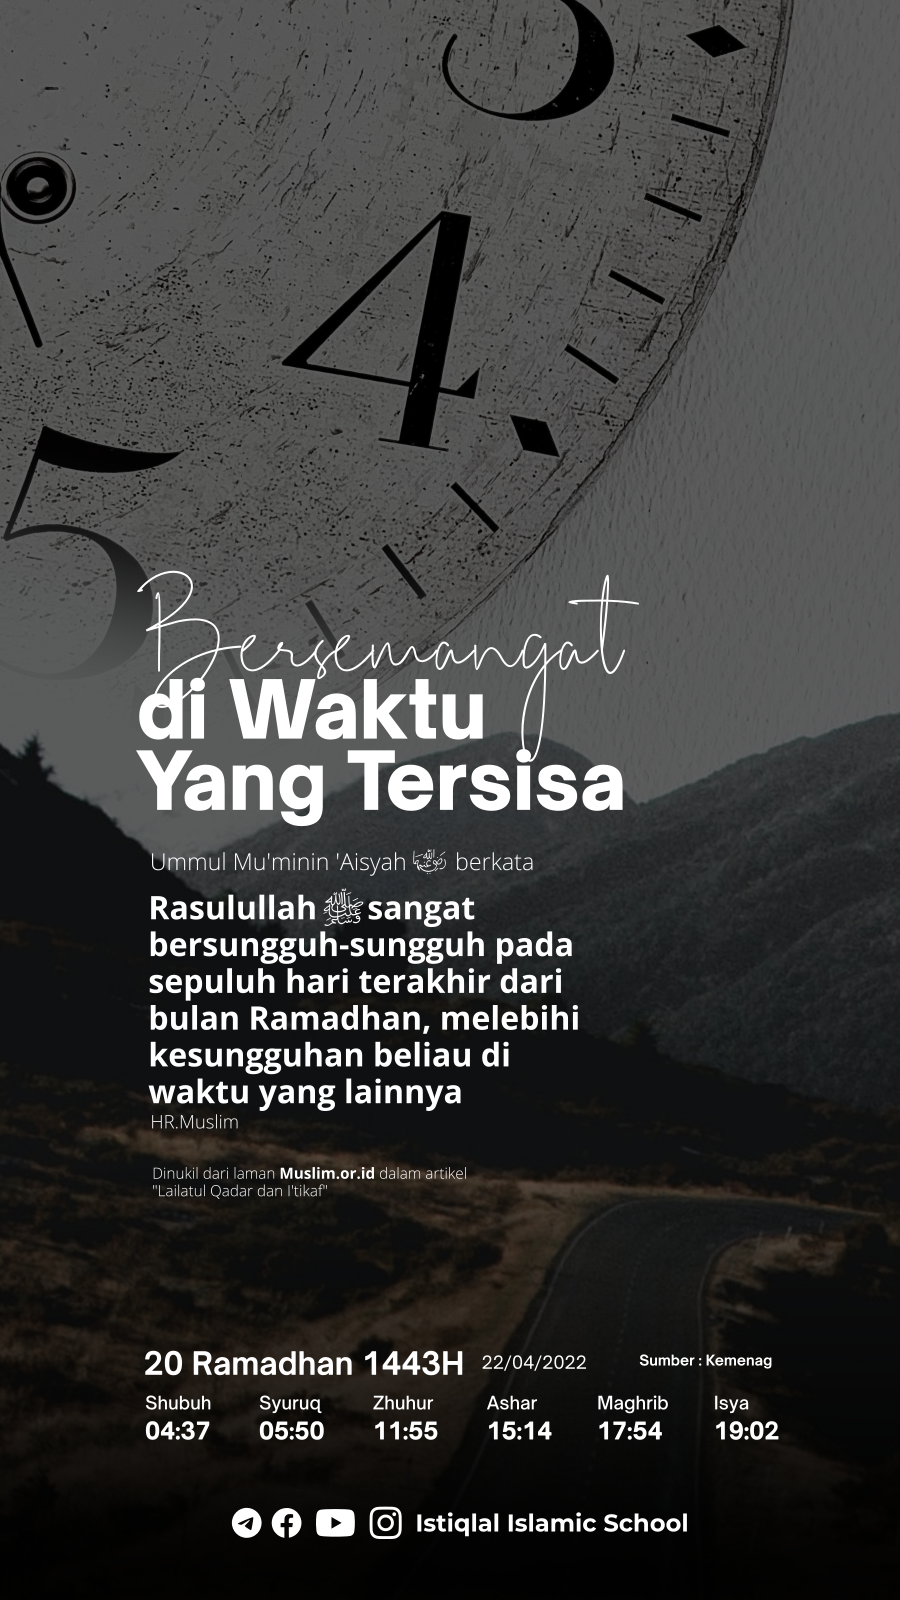 3
4
5
Bersemangat
di Waktu
Yang Tersisa
Ummul Mu'minin 'Aisyah رضي الله عنها berkata
Rasulullah ﷺ sangat
bersungguh-sungguh pada
sepuluh hari terakhir dari
bulan Ramadhan, melebihi
kesungguhan beliau di
waktu yang lainnya
HR.Muslim
Dinukil dari laman Muslim.or.id dalam artikel
"Lailatul Qadar dan I'tikaf"
20 Ramadhan 1443H 22/04/2022 Sumber : Kemenag
Shubuh Syuruq Zhuhur Ashar Maghrib Isya
04:37 05:50 11:55 15:14 17:54 19:02
Istiqlal Islamic School